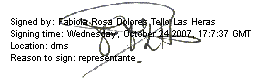 Signed by: Fabiola Rosa Dolores Tello Las Heras
Signing time: Wednesday, October 24 2007, 17:7:37 GMT
Location: dms
Reason to sign: representante